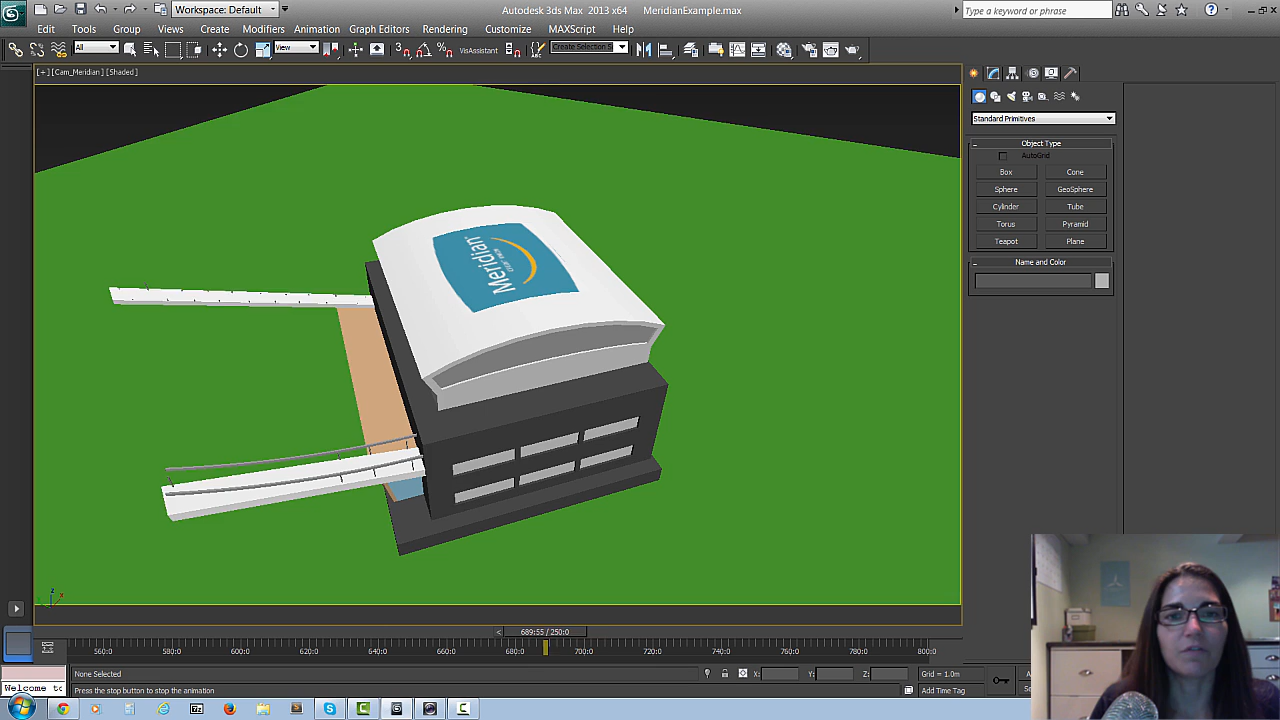 Workspace: Default
Autodesk 3ds MAX 2013 x64 MeridianExample.max
Type a keyword or phrase
Edit Tools Group Views Create Modifiers Animation Graph Editors Rendering Customize MAXScript Help
All View VisAssistant Create Selection Se
[+] [Cam_Meridian] [Shaded]
Standard Primitives
Object Type
AutoGrid
Box Cone
Sphere GeoSphere
Cylinder Tube
Torus Pyramid
Teapot Plane
Name and Color
Meridian
z x
< 689:55 / 250:0
560:0 580:0 600:0 620:0 640:0 660:0 680:0 700:0 720:0 740:0 760:0 780:0 800:0
None Selected X: Y: Z: Grid = 1.0m
Welcome to Press the stop button to stop the animation Add Time Tag